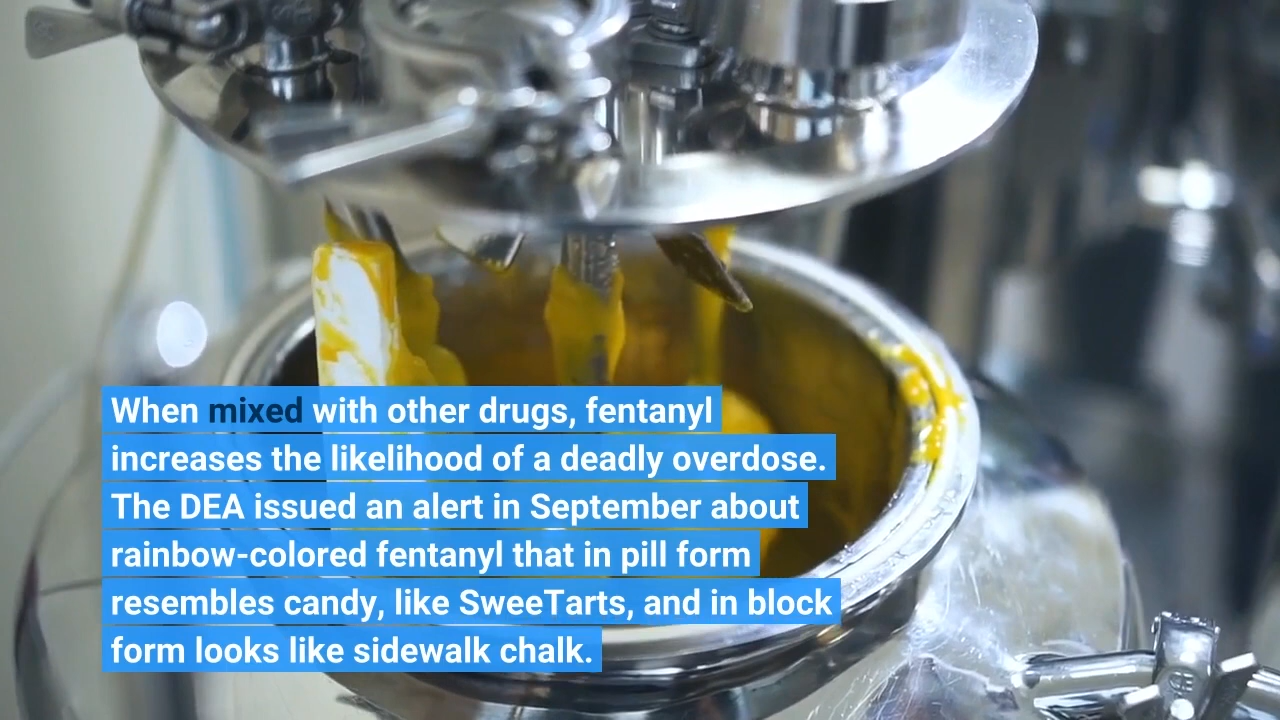 When mixed with other drugs, fentanyl
increases the likelihood of a deadly overdose.
The DEA issued an alert in September about
rainbow-colored fentanyl that in pill form
resembles candy, like SweeTarts, and in block
form looks like sidewalk chalk.